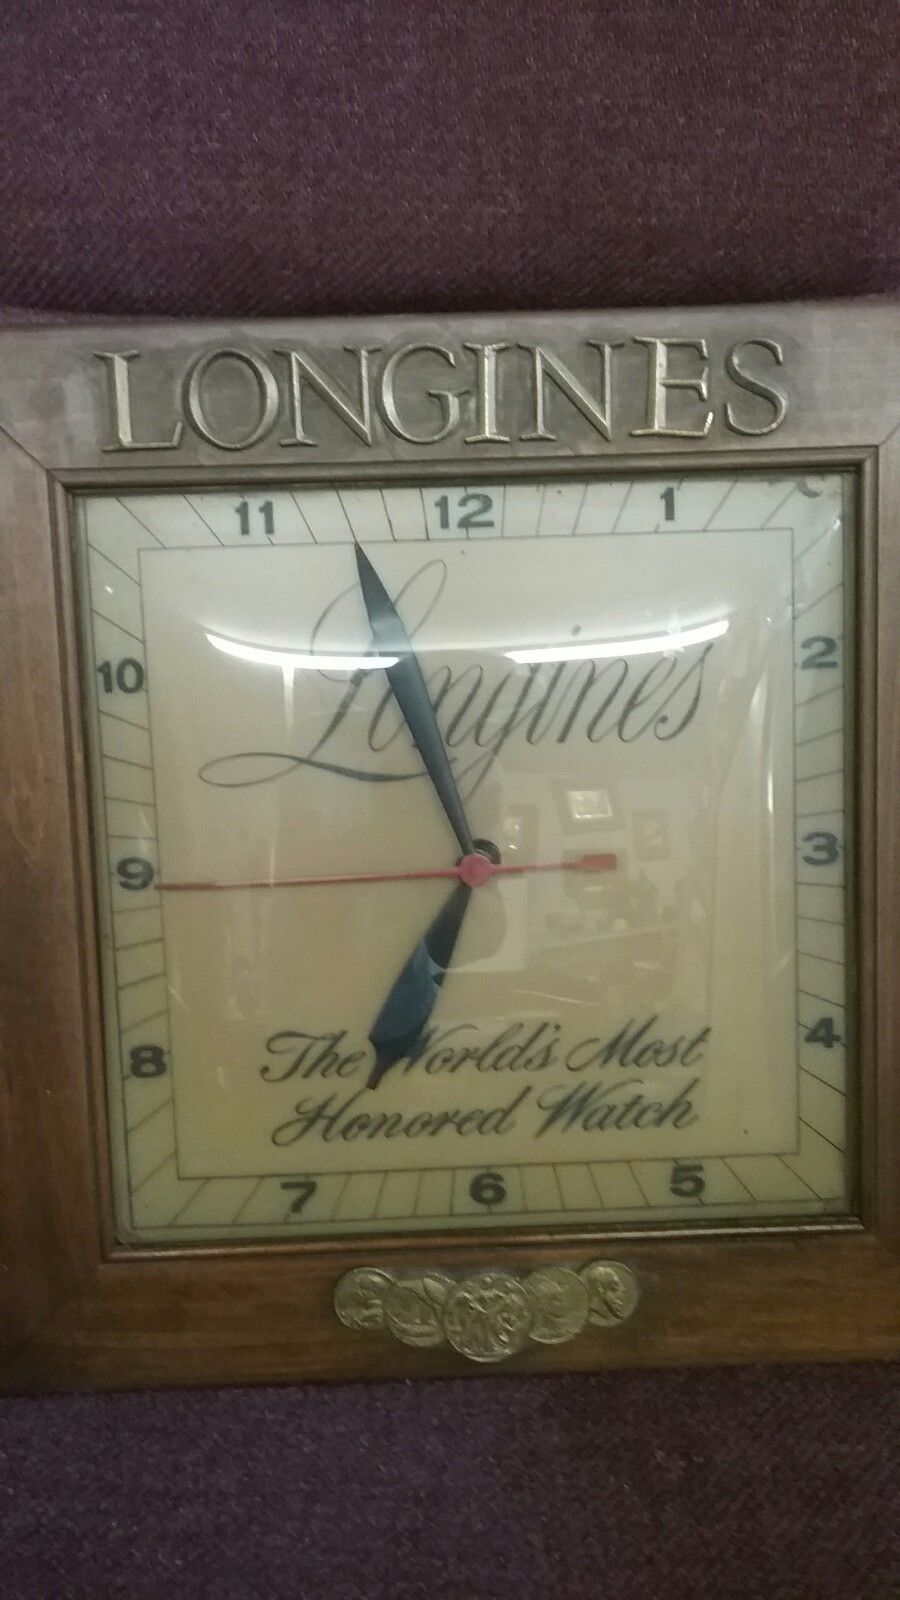 LONGINES
11 12 1
10 2
Longines
9 3
8 4
The World's Most
Honored Watch
7 6 5